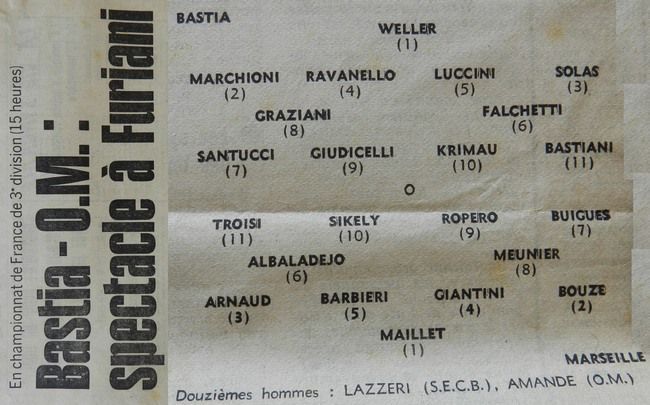 En championnat de France de 3e division (15 heures)
Bastia - O.M. :
spectacle à Furiani
BASTIA
WELLER
(1)
MARCHIONI RAVANELLO LUCCINI SOLAS
(2) (4) (5) (3)
GRAZIANI FALCHETTI
(8) (6)
SANTUCCI GIUDICELLI KRIMAU BASTIANI
(7) (9) (10) (11)
O
TROISI SIKELY ROPERO BUIGUES
(11) (10) (9) (7)
ALBALADEJO MEUNIER
(6) (8)
ARNAUD BARBIERI GIANTINI BOUZE
(3) (5) (4) (2)
MAILLET
(1)
MARSEILLE
Douzièmes hommes : LAZZERI (S.E.C.B.), AMANDE (O.M.)